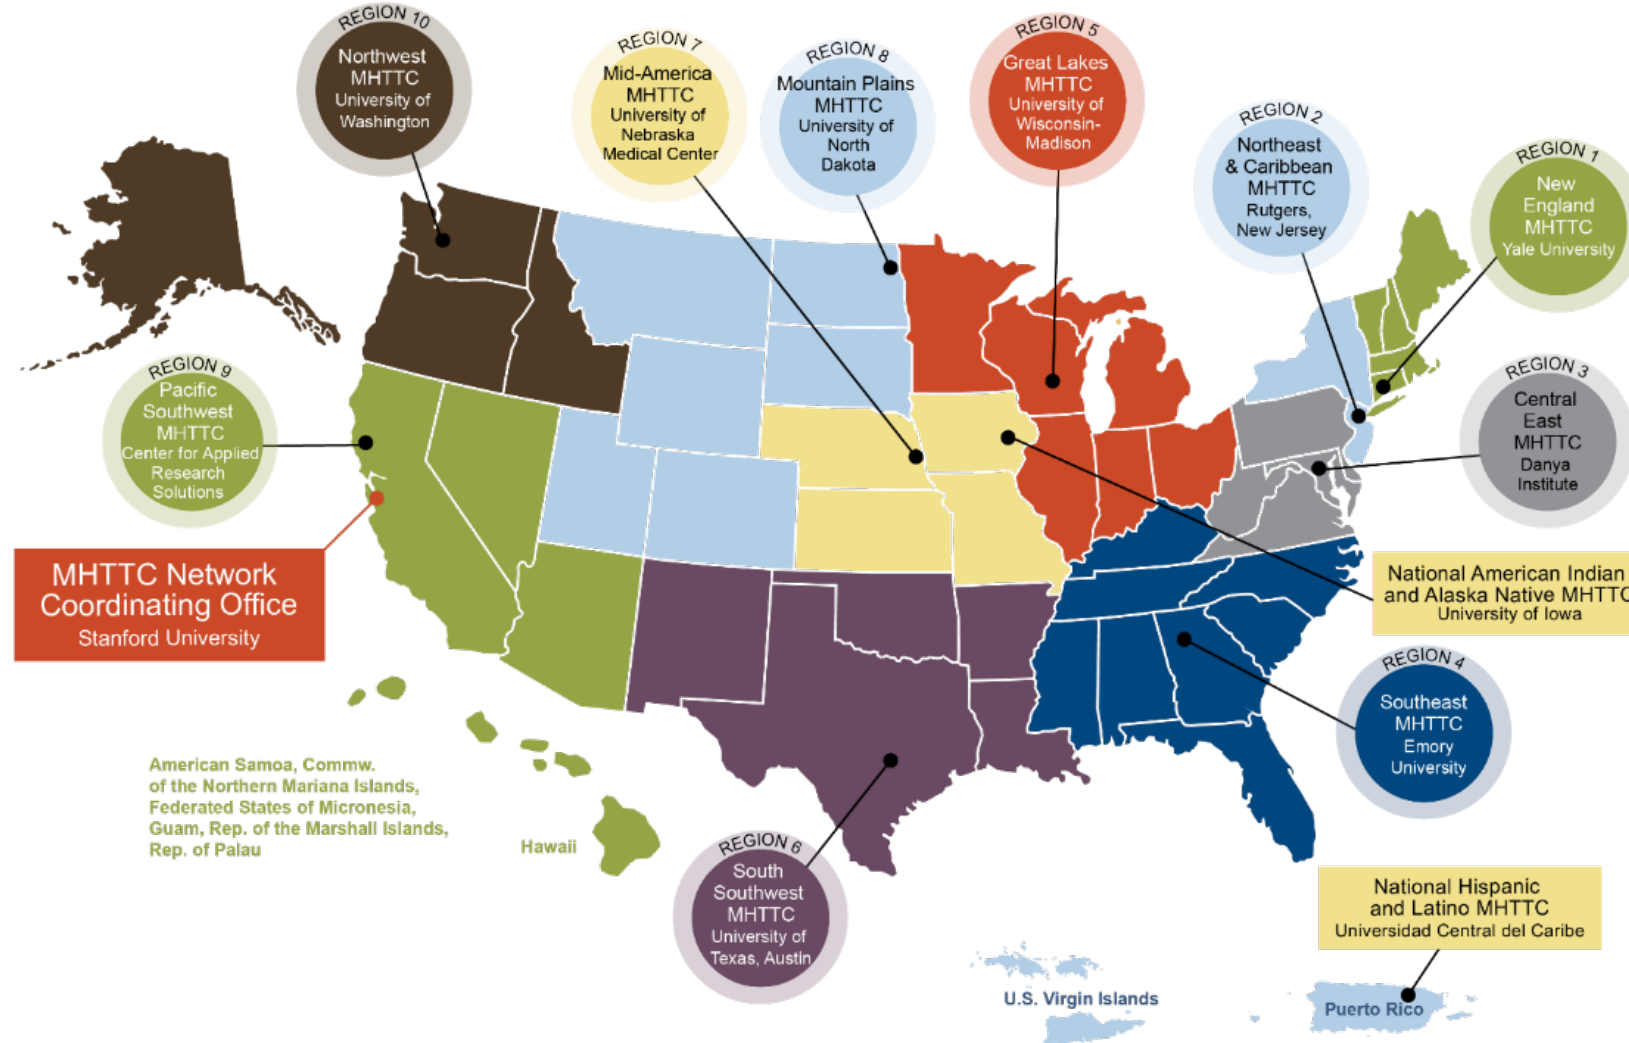 REGION 10
Northwest
MHTTC
University of
Washington
REGION 7
Mid-America
MHTTC
University of
Nebraska
Medical Center
REGION 8
Mountain Plains
MHTTC
University of
North
Dakota
REGION 5
Great Lakes
MHTTC
University of
Wisconsin-
Madison
REGION 2
Northeast
& Caribbean
MHTTC
Rutgers,
New Jersey
REGION 1
New
England
MHTTC
Yale University
REGION 9
Pacific
Southwest
MHTTC
Center for Applied
Research
Solutions
REGION 3
Central
East
MHTTC
Danya
Institute
MHTTC Network
Coordinating Office
Stanford University
National American Indian
and Alaska Native MHTTC
University of Iowa
REGION 4
Southeast
MHTTC
Emory
University
American Samoa, Commw.
of the Northern Mariana Islands,
Federated States of Micronesia,
Guam, Rep. of the Marshall Islands,
Rep. of Palau
Hawaii
REGION 6
South
Southwest
MHTTC
University of
Texas, Austin
National Hispanic
and Latino MHTTC
Universidad Central del Caribe
U.S. Virgin Islands
Puerto Rico